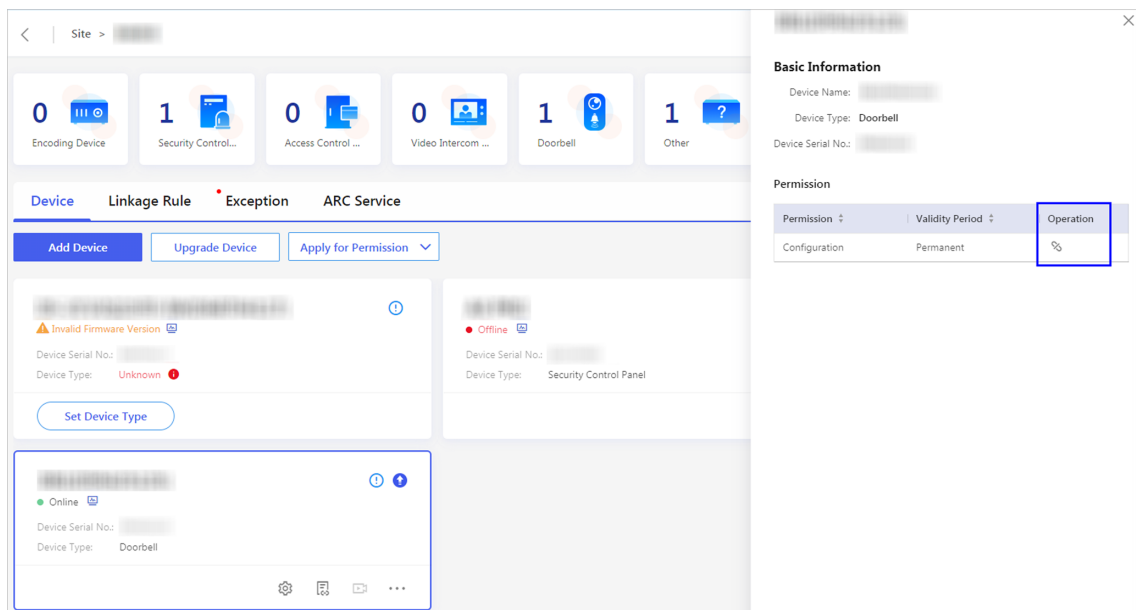 Site >
0
Encoding Device
1
Security Control...
0
Access Control ...
0
Video Intercom ...
1
Doorbell
1
Other
Device Linkage Rule Exception ARC Service
Add Device Upgrade Device Apply for Permission
Invalid Firmware Version
Device Serial No.:
Device Type: Unknown
Set Device Type
Offline
Device Serial No.:
Device Type: Security Control Panel
Online
Device Serial No.:
Device Type: Doorbell
Basic Information
Device Name:
Device Type: Doorbell
Device Serial No.:
Permission
Permission Validity Period Operation
Configuration Permanent